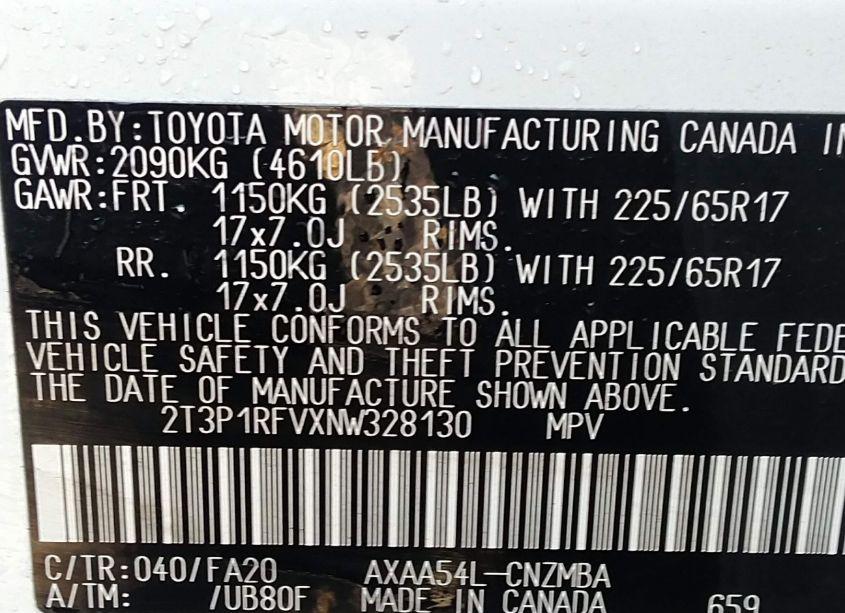 MFD.BY:TOYOTA MOTOR MANUFACTURING CANADA IN
GVWR:2090KG (4610LB)
GAWR:FRT. 1150KG (2535LB) WITH 225/65R17
17x7.0J RIMS.
RR. 1150KG (2535LB) WITH 225/65R17
17x7.0J RIMS.
THIS VEHICLE CONFORMS TO ALL APPLICABLE FEDE
VEHICLE SAFETY AND THEFT PREVENTION STANDARD
THE DATE OF MANUFACTURE SHOWN ABOVE.
2T3P1RFVXNW328130 MPV
C/TR:040/FA20 AXAA54L-CNZMBA
A/TM: /UB80F MADE IN CANADA 659